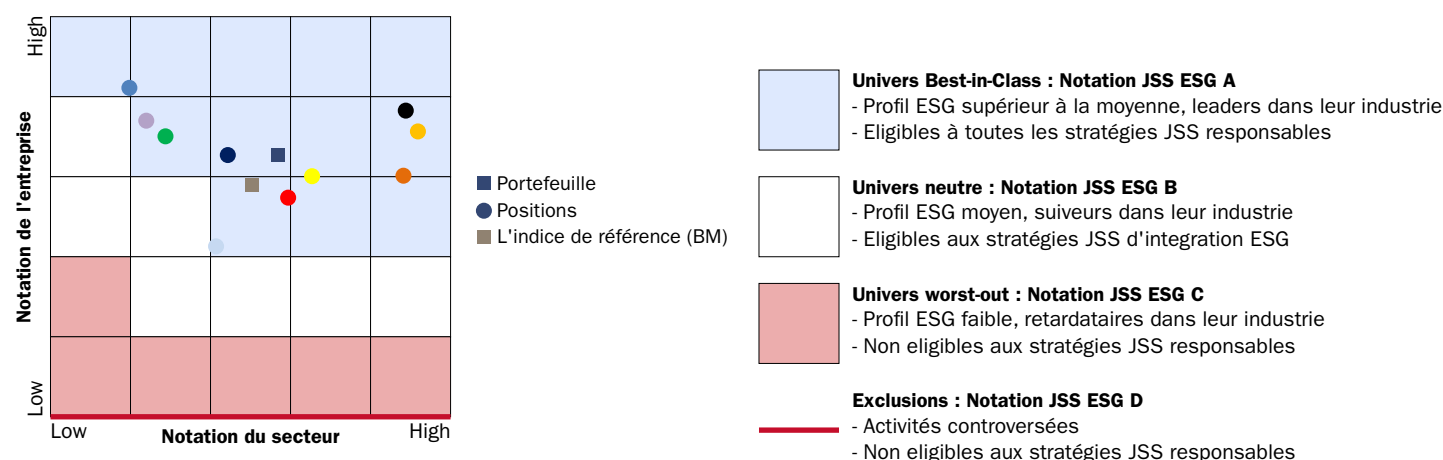 High
Notation de l'entreprise
Low
Low
Notation du secteur
High
Portefeuille
Positions
L'indice de référence (BM)
Univers Best-in-Class : Notation JSS ESG A
- Profil ESG supérieur à la moyenne, leaders dans leur industrie
- Eligibles à toutes les stratégies JSS responsables
Univers neutre : Notation JSS ESG B
- Profil ESG moyen, suiveurs dans leur industrie
- Eligibles aux stratégies JSS d'integration ESG
Univers worst-out : Notation JSS ESG C
- Profil ESG faible, retardataires dans leur industrie
- Non eligibles aux stratégies JSS responsables
Exclusions : Notation JSS ESG D
- Activités controversées
- Non eligibles aux stratégies JSS responsables